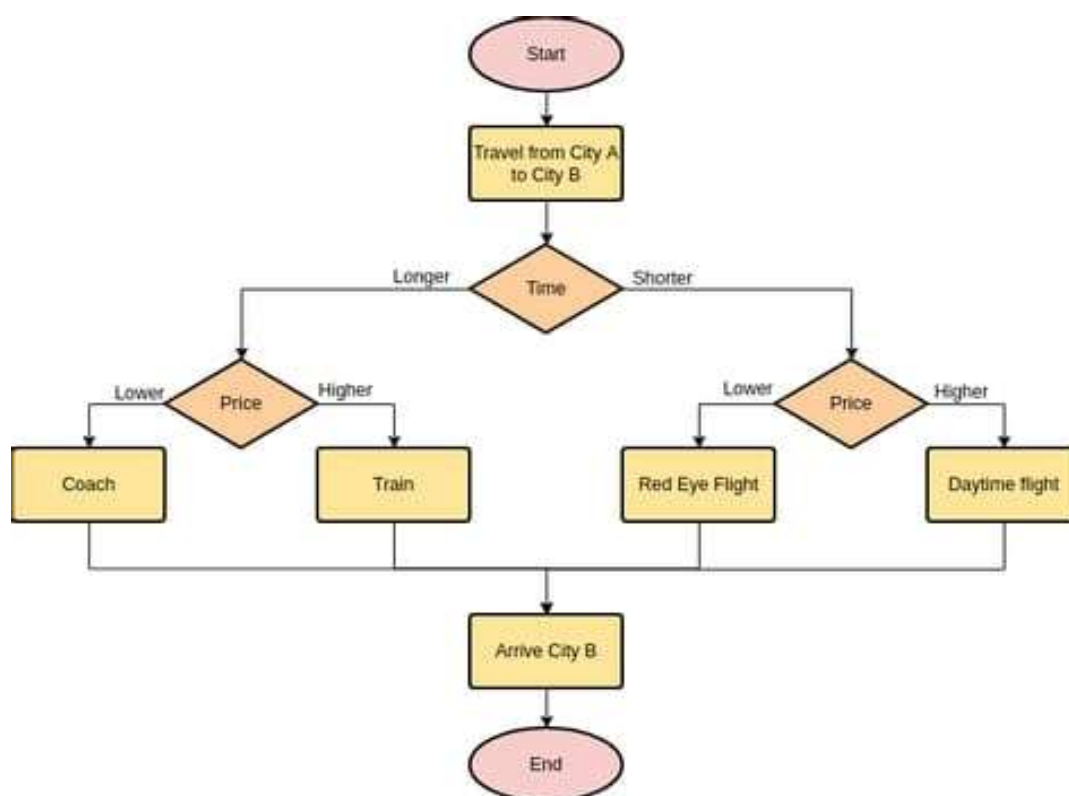 Start
Travel from City A
to City B
Longer
Time
Shorter
Lower
Price
Higher
Lower
Price
Higher
Coach
Train
Red Eye Flight
Daytime flight
Arrive City B
End